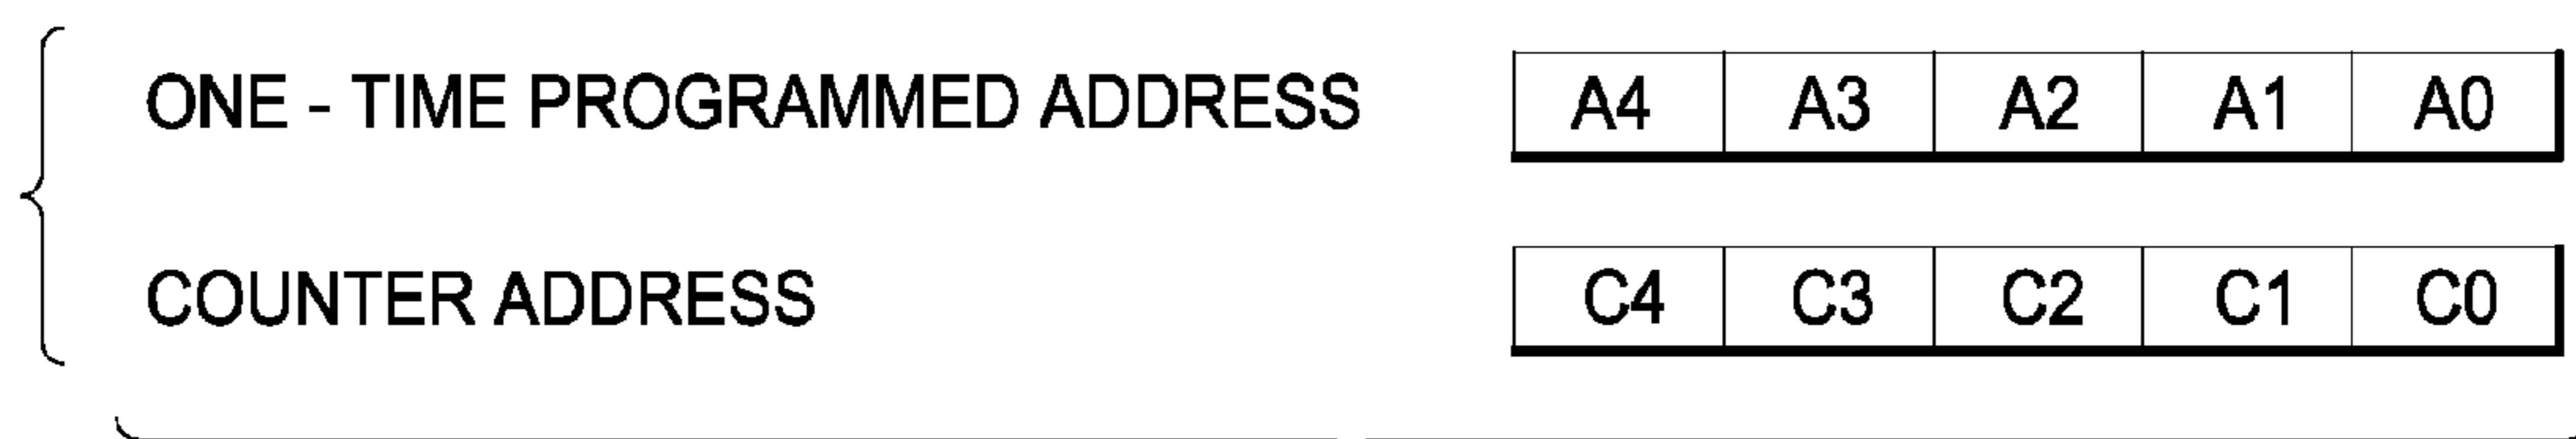 ONE - TIME PROGRAMMED ADDRESS A4 A3 A2 A1 A0
COUNTER ADDRESS C4 C3 C2 C1 C0